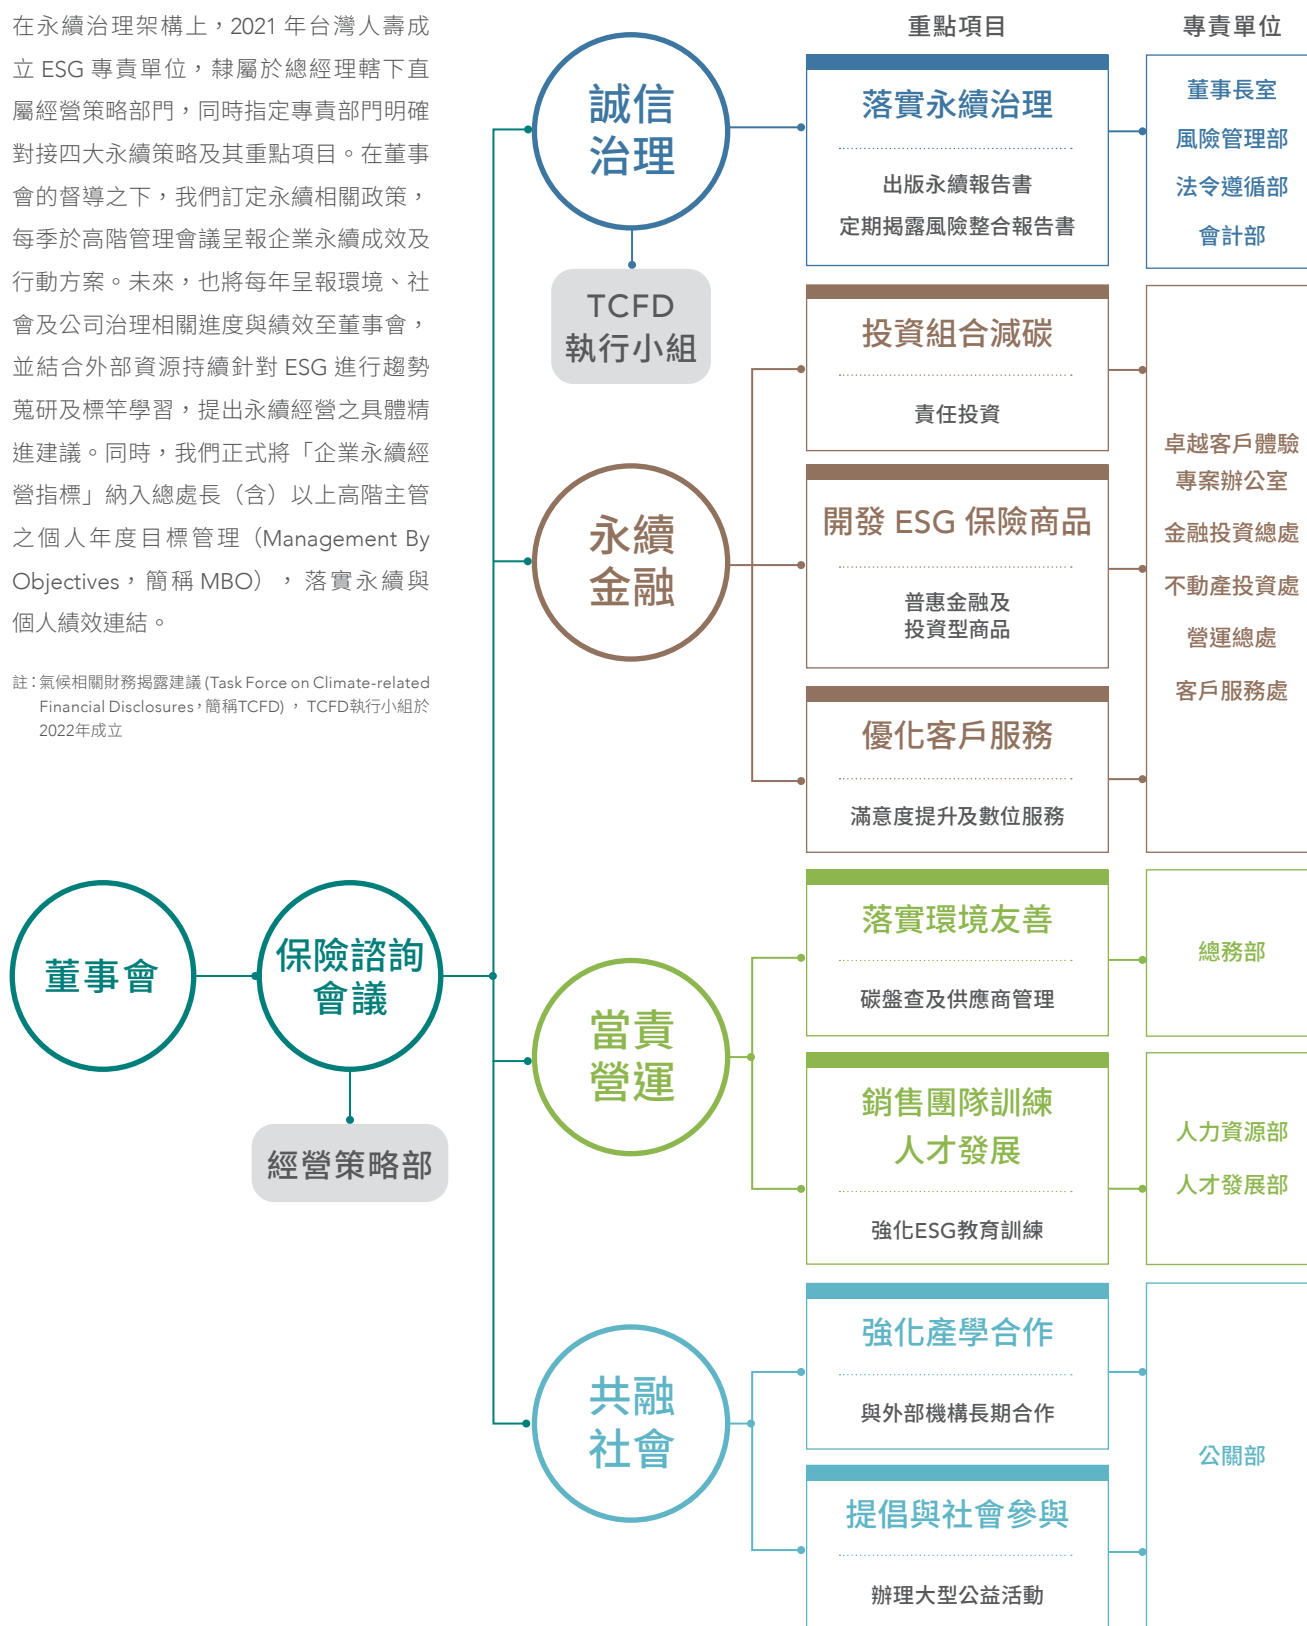 在永續治理架構上，2021 年台灣人壽成
立 ESG 專責單位，隸屬於總經理轄下直
屬經營策略部門，同時指定專責部門明確
對接四大永續策略及其重點項目。在董事
會的督導之下，我們訂定永續相關政策，
每季於高階管理會議呈報企業永續成效及
行動方案。未來，也將每年呈報環境、社
會及公司治理相關進度與績效至董事會，
並結合外部資源持續針對 ESG 進行趨勢
蒐研及標竿學習，提出永續經營之具體精
進建議。同時，我們正式將「企業永續經
營指標」納入總處長（含）以上高階主管
之個人年度目標管理（Management By
Objectives，簡稱 MBO），落實永續與
個人績效連結。
註：氣候相關財務揭露建議 (Task Force on Climate-related
Financial Disclosures，簡稱TCFD) ， TCFD執行小組於
2022年成立
董事會
保險諮詢
會議
經營策略部
重點項目
專責單位
誠信
治理
TCFD
執行小組
落實永續治理
出版永續報告書
定期揭露風險整合報告書
董事長室
風險管理部
法令遵循部
會計部
永續
金融
投資組合減碳
責任投資
開發 ESG 保險商品
普惠金融及
投資型商品
優化客戶服務
滿意度提升及數位服務
卓越客戶體驗
專案辦公室
金融投資總處
不動產投資處
營運總處
客戶服務處
當責
營運
落實環境友善
碳盤查及供應商管理
總務部
銷售團隊訓練
人才發展
強化ESG教育訓練
人力資源部
人才發展部
共融
社會
強化產學合作
與外部機構長期合作
提倡與社會參與
辦理大型公益活動
公關部